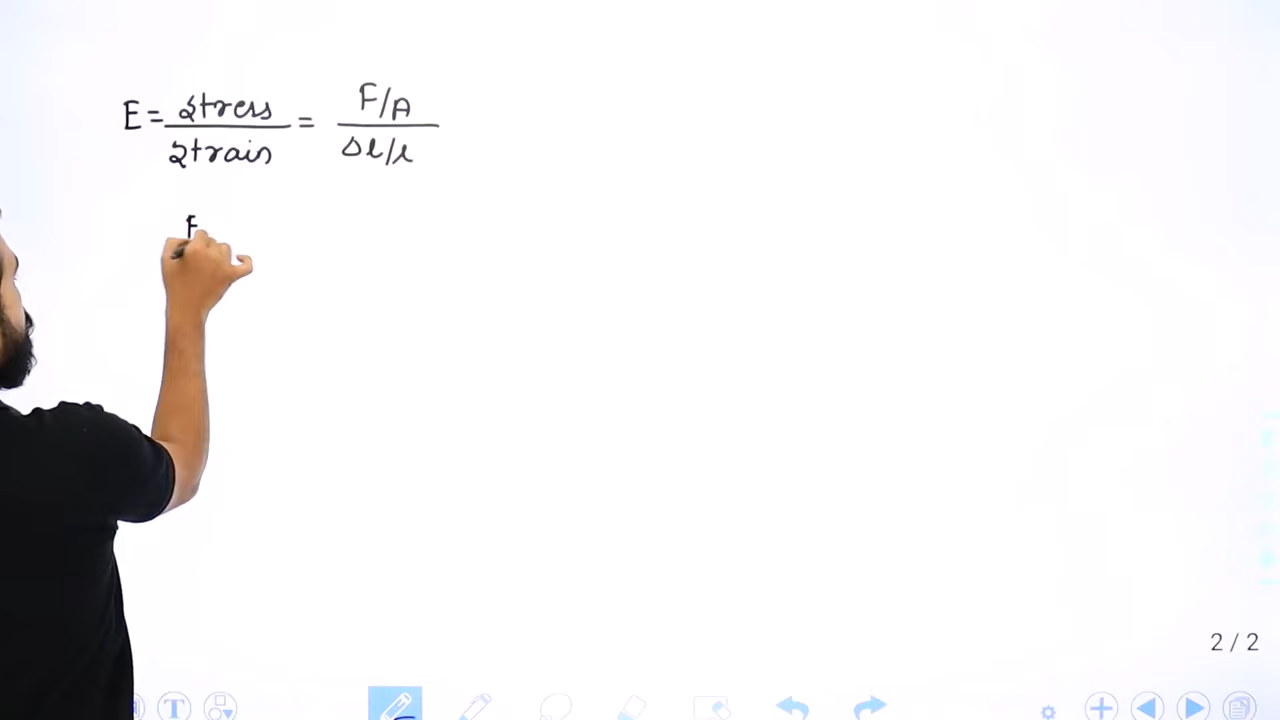 E = Stress / Strain = F/A / Δl/l
F
2 / 2
T